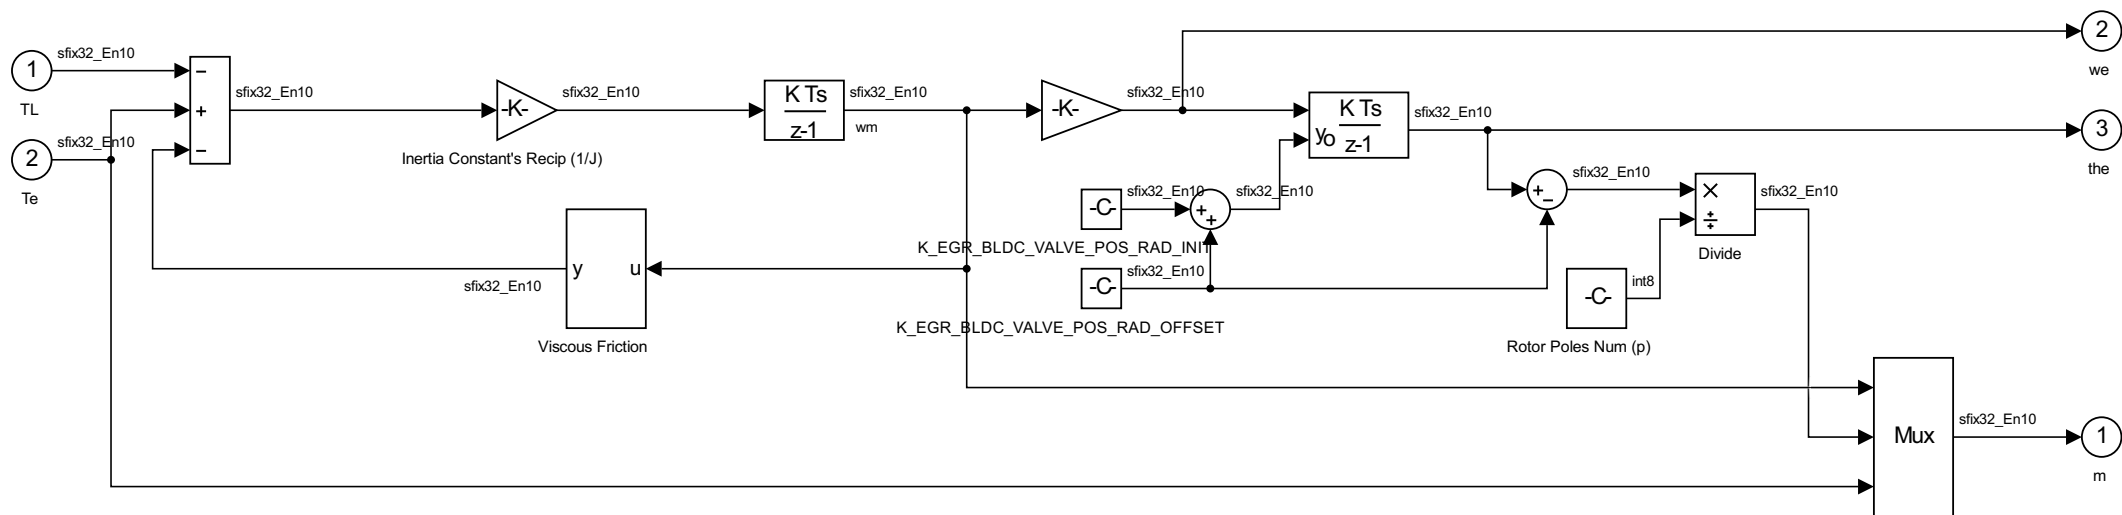 2
we
1
sfix32_En10
TL
2
sfix32_En10
Te
−
+
−
sfix32_En10
-K-
sfix32_En10
Inertia Constant's Recip (1/J)
K Ts
z-1
sfix32_En10
wm
-K-
sfix32_En10
yo
K Ts
z-1
sfix32_En10
3
the
-C-
sfix32_En10
+
+
sfix32_En10
K_EGR_BLDC_VALVE_POS_RAD_INIT
-C-
sfix32_En10
K_EGR_BLDC_VALVE_POS_RAD_OFFSET
+
−
sfix32_En10
×
÷
sfix32_En10
Divide
-C-
int8
Rotor Poles Num (p)
y
u
sfix32_En10
Viscous Friction
Mux
sfix32_En10
1
m